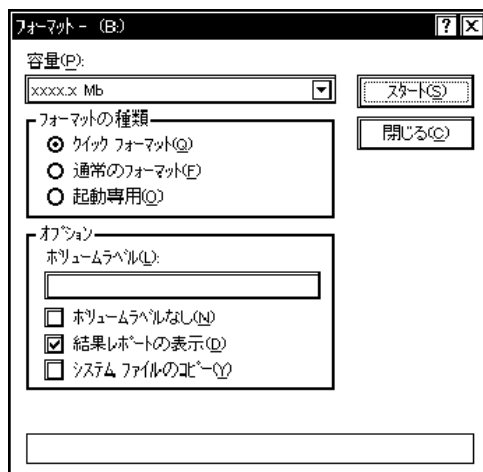 フォーマット - (B:)
容量(P):
xxxx.x Mb
スタート(S)
フォーマットの種類
閉じる(C)
クイック フォーマット(Q)
通常のフォーマット(F)
起動専用(O)
オプション
ボリュームラベル(L):
ボリュームラベルなし(N)
結果レポートの表示(D)
システム ファイルのコピー(Y)